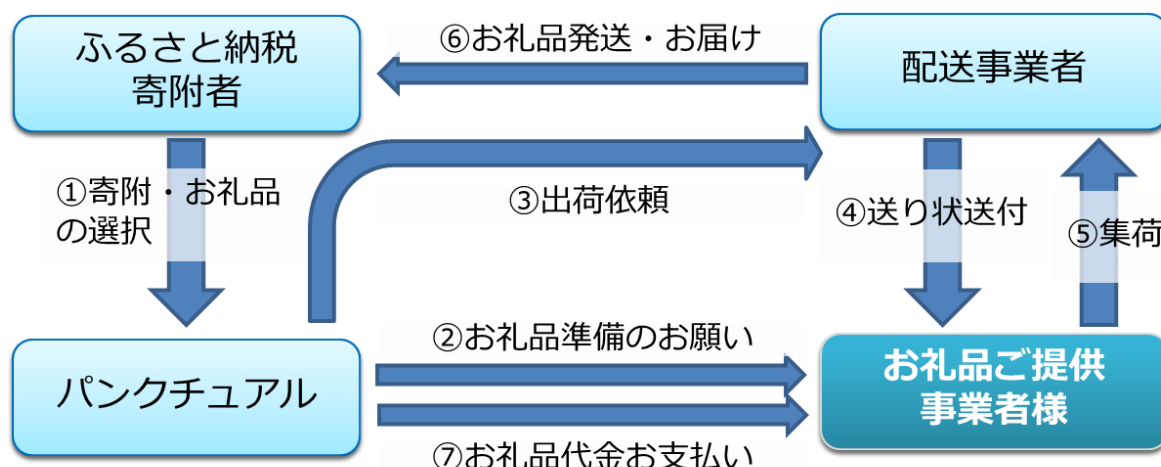 ふるさと納税
寄附者
⑥お礼品発送・お届け
配送事業者
①寄附・お礼品
の選択
③出荷依頼
④送り状送付
⑤集荷
②お礼品準備のお願い
パンクチュアル
お礼品ご提供
事業者様
⑦お礼品代金お支払い